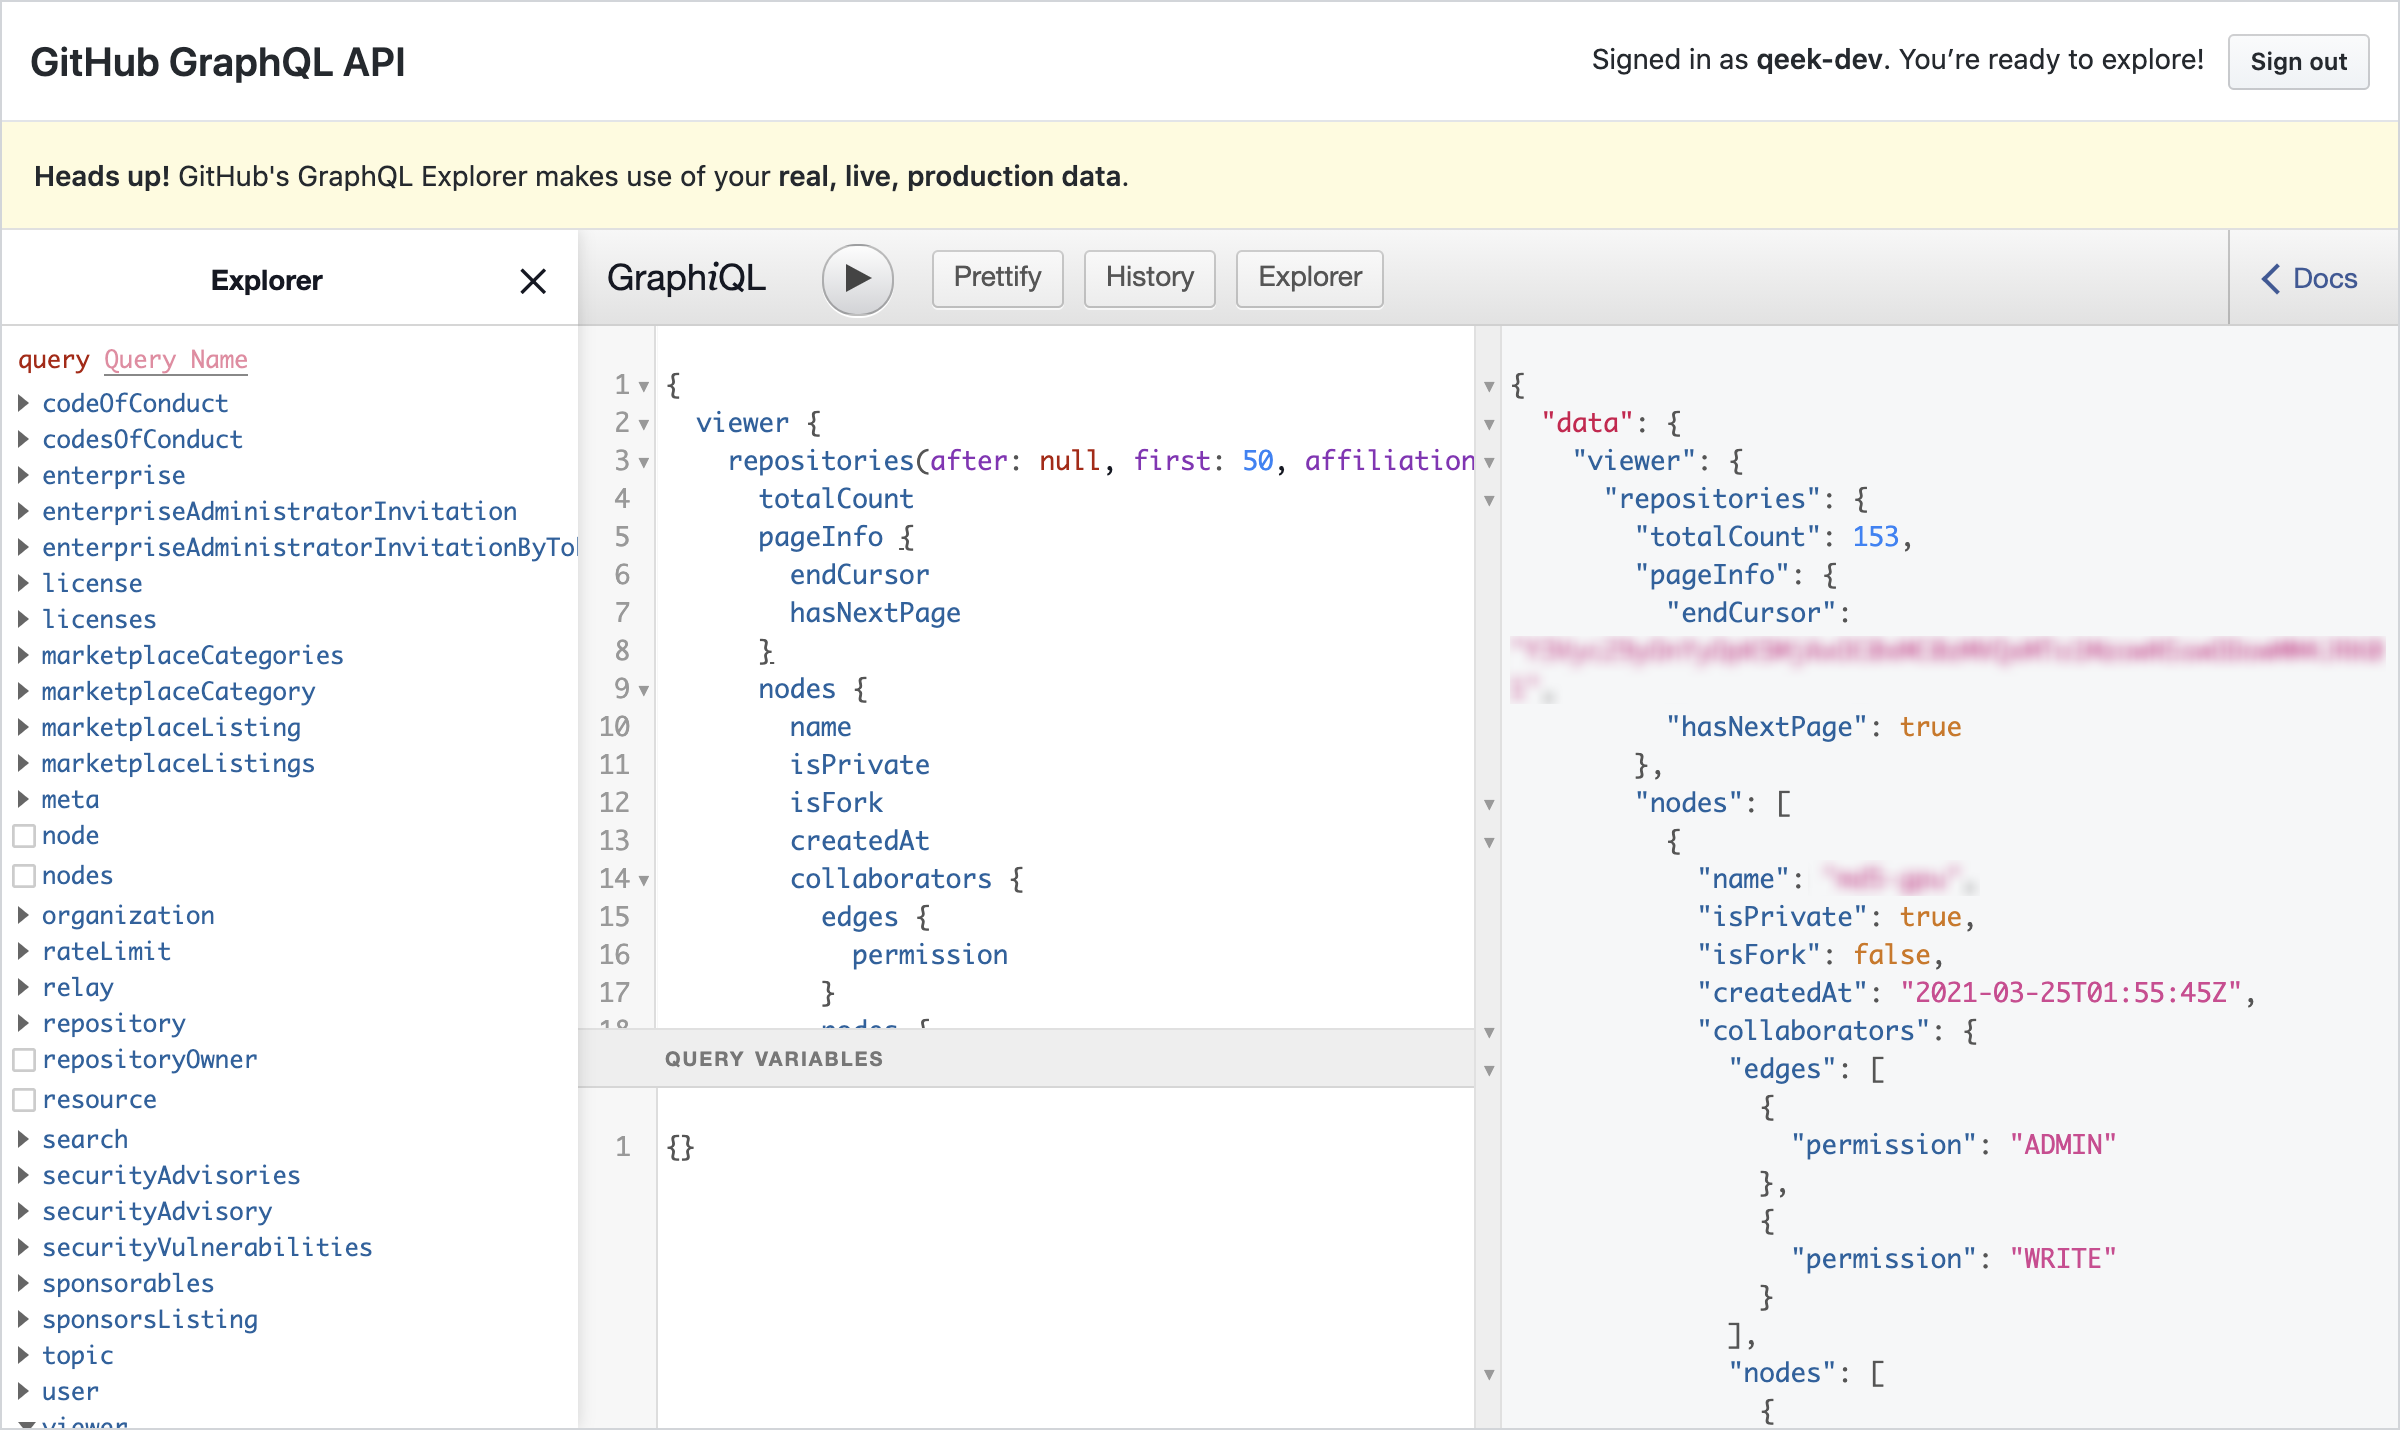 GitHub GraphQL API
Signed in as qeek-dev. You’re ready to explore!
Sign out
Heads up! GitHub's GraphQL Explorer makes use of your real, live, production data.
Explorer
GraphiQL
Prettify
History
Explorer
Docs
query Query Name
codeOfConduct
codesOfConduct
enterprise
enterpriseAdministratorInvitation
enterpriseAdministratorInvitationByTo
license
licenses
marketplaceCategories
marketplaceCategory
marketplaceListing
marketplaceListings
meta
node
nodes
organization
rateLimit
relay
repository
repositoryOwner
resource
search
securityAdvisories
securityAdvisory
securityVulnerabilities
sponsorables
sponsorsListing
topic
user
viewer
1 {
2 viewer {
3 repositories(after: null, first: 50, affiliation
4 totalCount
5 pageInfo {
6 endCursor
7 hasNextPage
8 }
9 nodes {
10 name
11 isPrivate
12 isFork
13 createdAt
14 collaborators {
15 edges {
16 permission
17 }
18 nodes {
QUERY VARIABLES
1 {}
{
"data": {
"viewer": {
"repositories": {
"totalCount": 153,
"pageInfo": {
"endCursor":
"hasNextPage": true
},
"nodes": [
{
"name":
"isPrivate": true,
"isFork": false,
"createdAt": "2021-03-25T01:55:45Z",
"collaborators": {
"edges": [
{
"permission": "ADMIN"
},
{
"permission": "WRITE"
}
],
"nodes": [
{